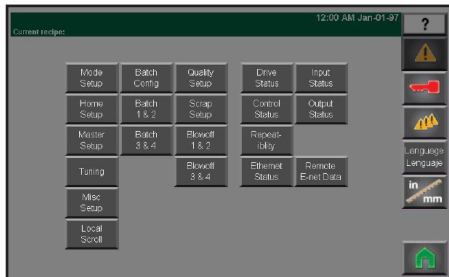 12:00 AM Jan-01-97
?
Current recipe:
Mode
Setup
Batch
Config
Quality
Setup
Drive
Status
Input
Status
Home
Setup
Batch
1 & 2
Scrap
Setup
Control
Status
Output
Status
Master
Setup
Batch
3 & 4
Blowoff
1 & 2
Repeat-
iblity
Language
Lenguaje
Tuning
Blowoff
3 & 4
Ethernet
Status
Remote
E-net Data
in
mm
Misc
Setup
Local
Scroll